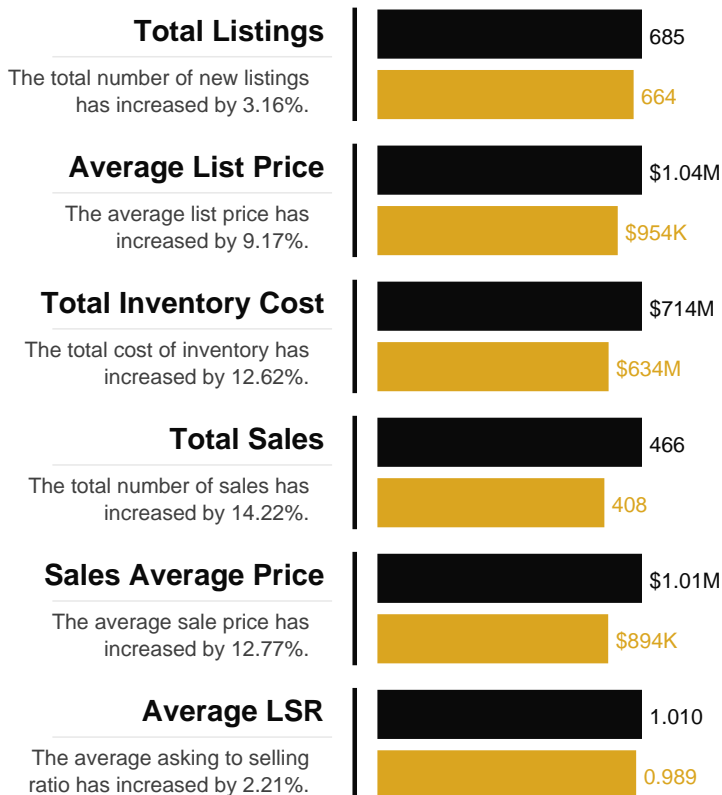 Total Listings
The total number of new listings
has increased by 3.16%.
685
664
Average List Price
The average list price has
increased by 9.17%.
$1.04M
$954K
Total Inventory Cost
The total cost of inventory has
increased by 12.62%.
$714M
$634M
Total Sales
The total number of sales has
increased by 14.22%.
466
408
Sales Average Price
The average sale price has
increased by 12.77%.
$1.01M
$894K
Average LSR
The average asking to selling
ratio has increased by 2.21%.
1.010
0.989